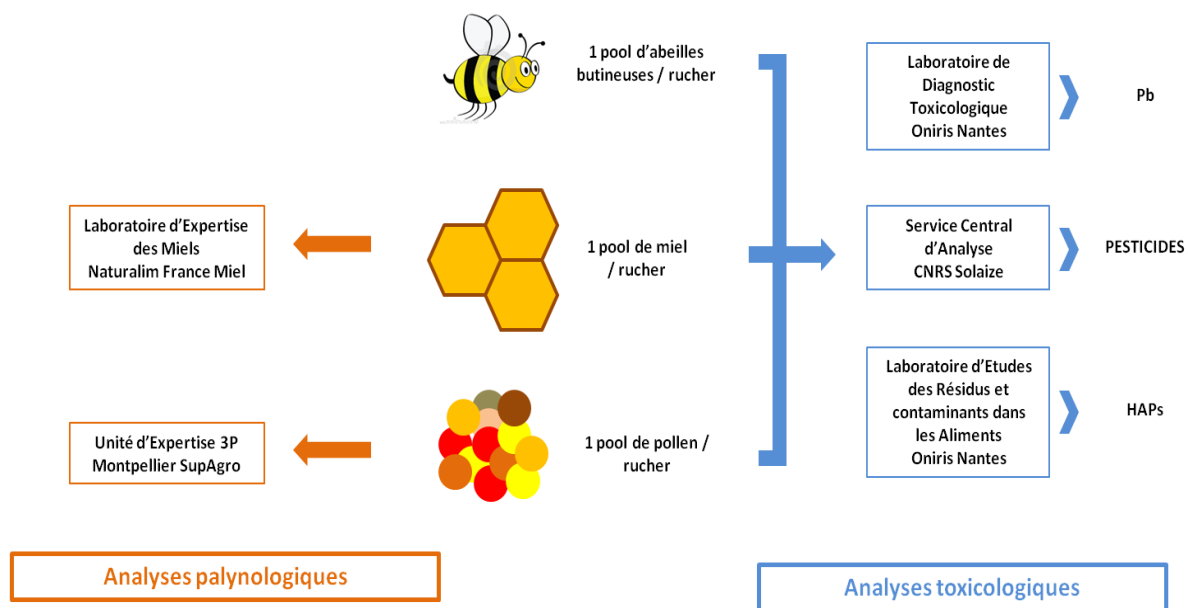 1 pool d'abeilles
butineuses / rucher
Laboratoire de
Diagnostic
Toxicologique
Oniris Nantes
Pb
Laboratoire d'Expertise
des Miels
Naturalim France Miel
1 pool de miel
/ rucher
Service Central
d'Analyse
CNRS Solaize
PESTICIDES
Unité d'Expertise 3P
Montpellier SupAgro
1 pool de pollen /
rucher
Laboratoire d'Etudes
des Résidus et
contaminants dans
les Aliments
Oniris Nantes
HAPs
Analyses palynologiques
Analyses toxicologiques